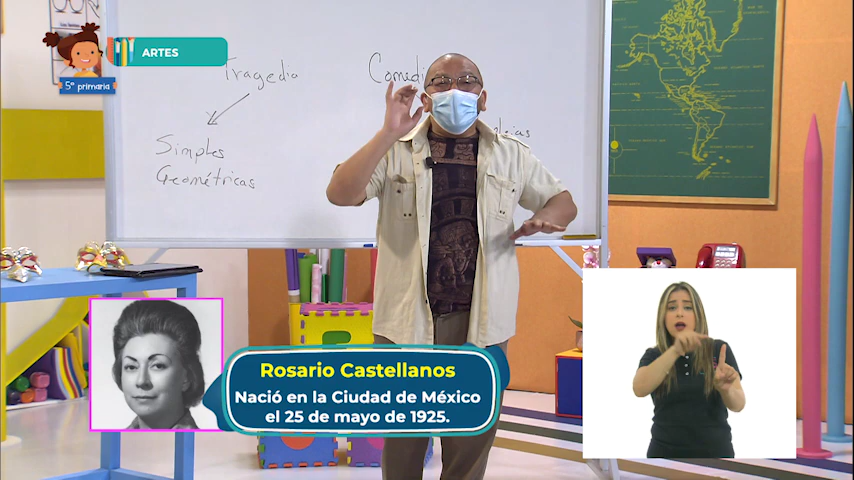 ARTES
5° primaria
Tragedia
Simples
Geométricas
Rosario Castellanos
Nació en la Ciudad de México
el 25 de mayo de 1925.